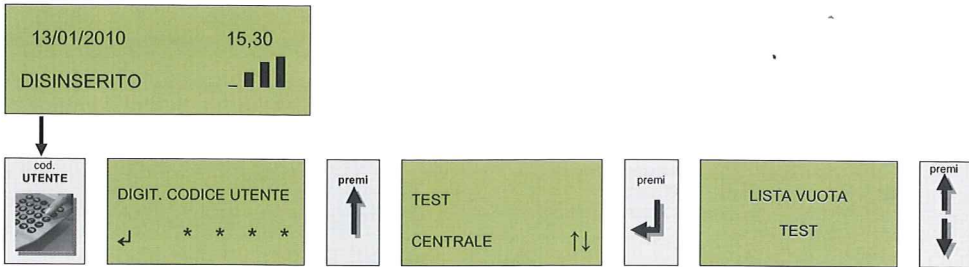 13/01/2010 15,30
DISINSERITO
cod.
UTENTE
DIGIT. CODICE UTENTE
↲ * * * *
premi
TEST
CENTRALE ↑↓
premi
LISTA VUOTA
TEST
premi